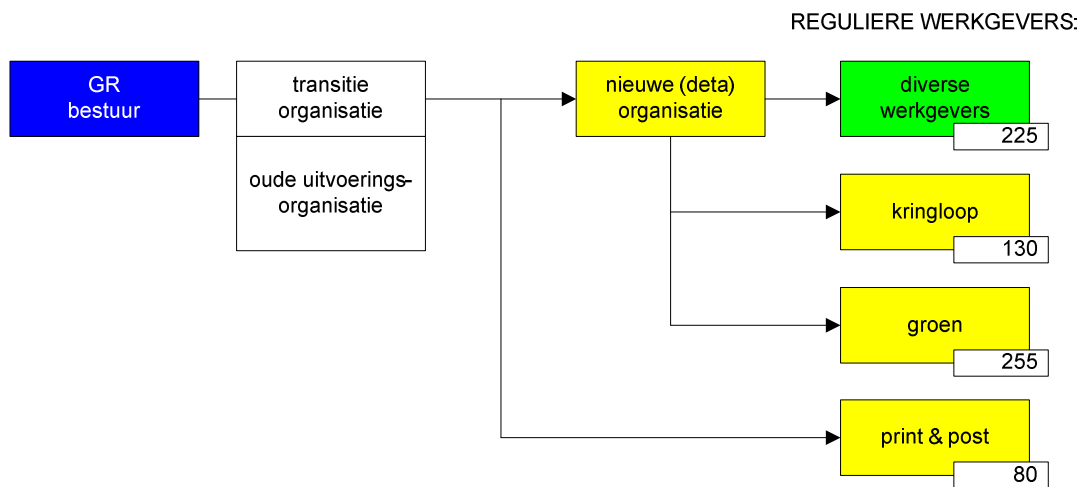 REGULIERE WERKGEVERS:
GR
bestuur
transitie
organisatie
oude uitvoerings-
organisatie
nieuwe (deta)
organisatie
diverse
werkgevers
225
kringloop
130
groen
255
print & post
80